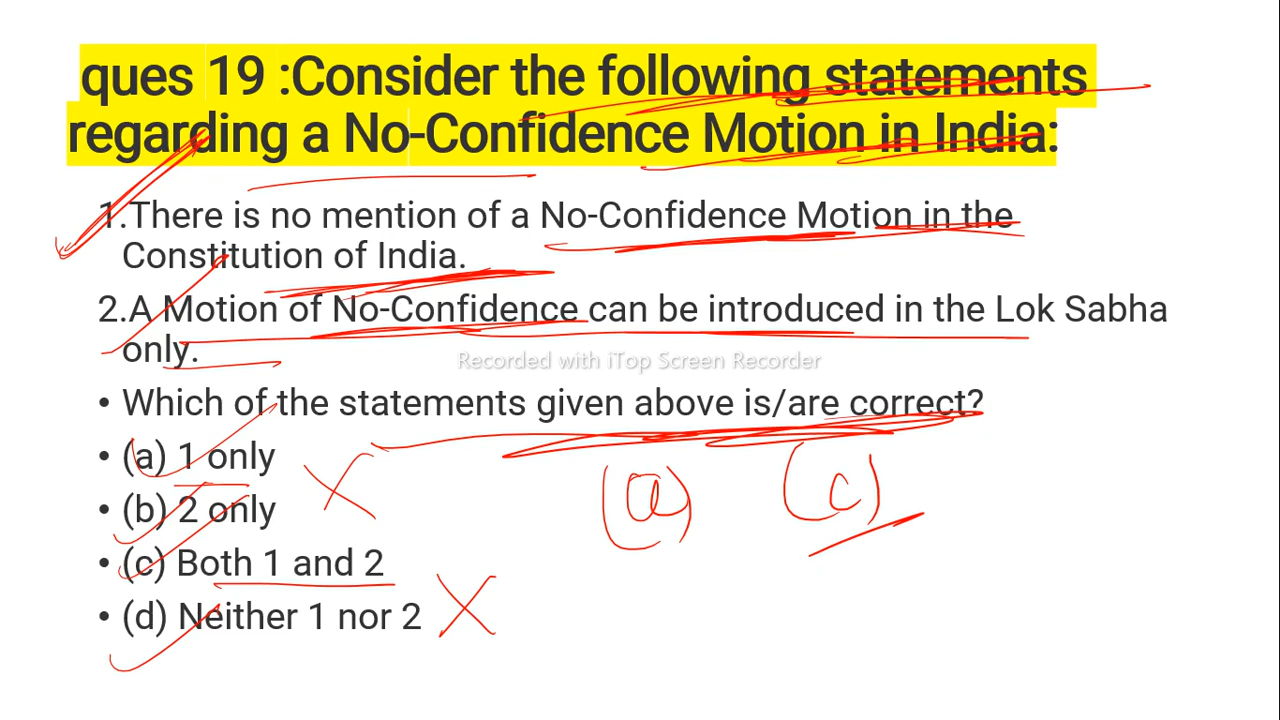 ques 19 :Consider the following statements
regarding a No-Confidence Motion in India:
1.There is no mention of a No-Confidence Motion in the
Constitution of India.
2.A Motion of No-Confidence can be introduced in the Lok Sabha
only.
Recorded with iTop Screen Recorder
• Which of the statements given above is/are correct?
• (a) 1 only
• (b) 2 only
(a) (c)
• (c) Both 1 and 2
• (d) Neither 1 nor 2